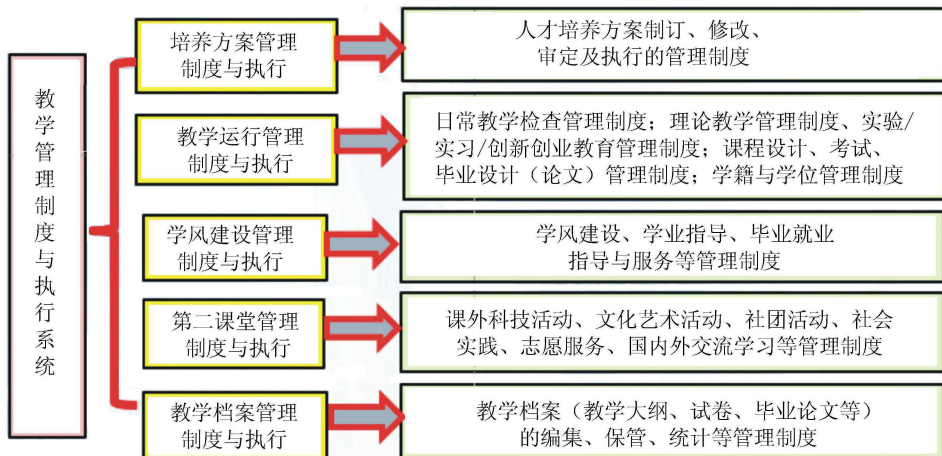 教学管理制度与执行系统
培养方案管理
制度与执行
人才培养方案制订、修改、
审定及执行的管理制度
教学运行管理
制度与执行
日常教学检查管理制度；理论教学管理制度、实验/
实习/创新创业教育管理制度；课程设计、考试、
毕业设计（论文）管理制度；学籍与学位管理制度
学风建设管理
制度与执行
学风建设、学业指导、毕业就业
指导与服务等管理制度
第二课堂管理
制度与执行
课外科技活动、文化艺术活动、社团活动、社会
实践、志愿服务、国内外交流学习等管理制度
教学档案管理
制度与执行
教学档案（教学大纲、试卷、毕业论文等）
的编集、保管、统计等管理制度